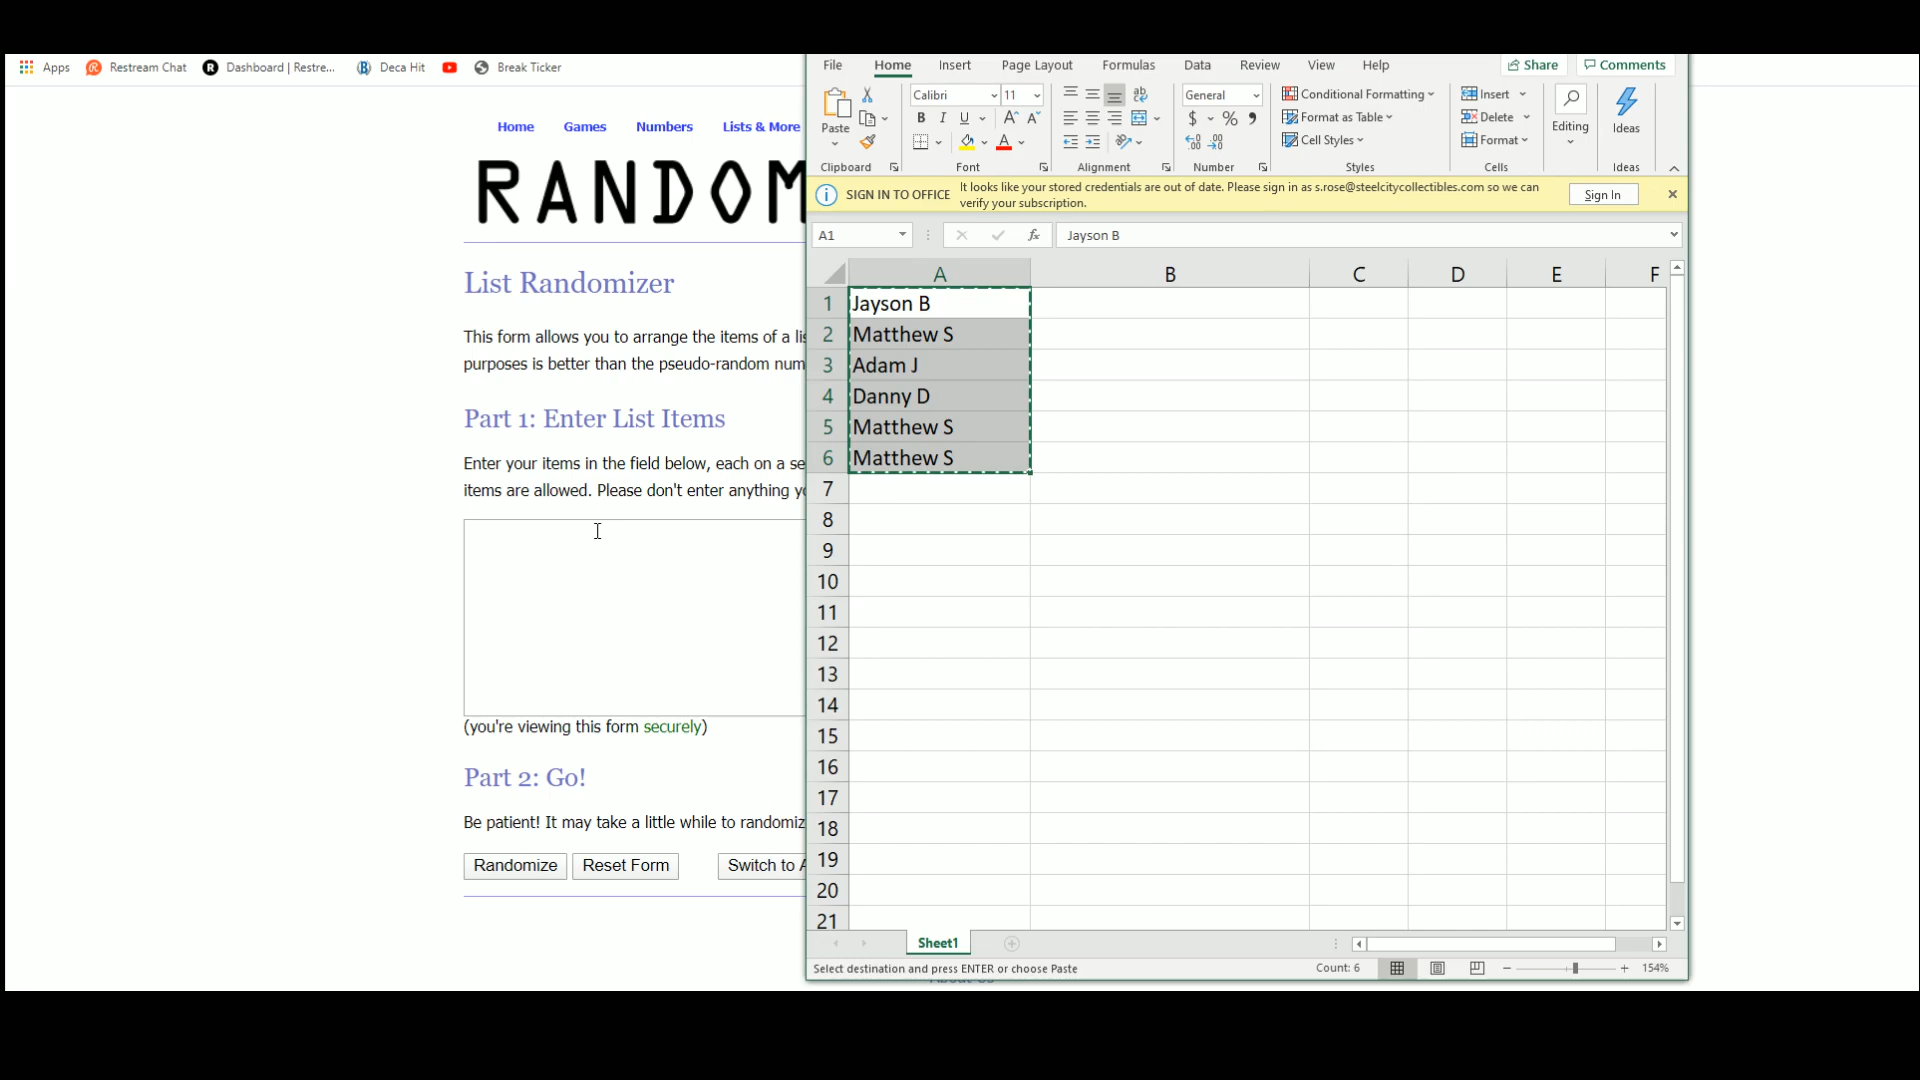 Apps Restream Chat Dashboard | Restre... Deca Hit Break Ticker
Home Games Numbers Lists & More
RANDOM
List Randomizer
This form allows you to arrange the items of a lis
purposes is better than the pseudo-random num
Part 1: Enter List Items
Enter your items in the field below, each on a se
items are allowed. Please don't enter anything yo
(you're viewing this form securely)
Part 2: Go!
Be patient! It may take a little while to randomiz
Randomize Reset Form Switch to A
File Home Insert Page Layout Formulas Data Review View Help Share Comments
Calibri 11 General Conditional Formatting Insert
Paste B I U $ % 9 Format as Table Delete Editing Ideas
Cell Styles Format
Clipboard Font Alignment Number Styles Cells Ideas
SIGN IN TO OFFICE It looks like your stored credentials are out of date. Please sign in as s.rose@steelcitycollectibles.com so we can
verify your subscription.
Sign In
A1 fx Jayson B
A B C D E F
1 Jayson B
2 Matthew S
3 Adam J
4 Danny D
5 Matthew S
6 Matthew S
7
8
9
10
11
12
13
14
15
16
17
18
19
20
21
Sheet1
Select destination and press ENTER or choose Paste Count: 6 154%